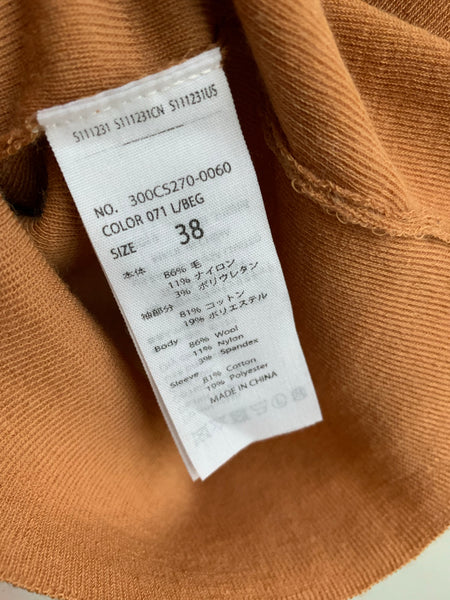 S111231 S111231CN S111231US
NO. 300CS270-0060
COLOR 071 L/BEG
SIZE 38
本体 86% 毛
11% ナイロン
3% ポリウレタン
袖部分 81% コットン
19% ポリエステル
Body 86% Wool
11% Nylon
3% Spandex
Sleeve 81% Cotton
19% Polyester
MADE IN CHINA